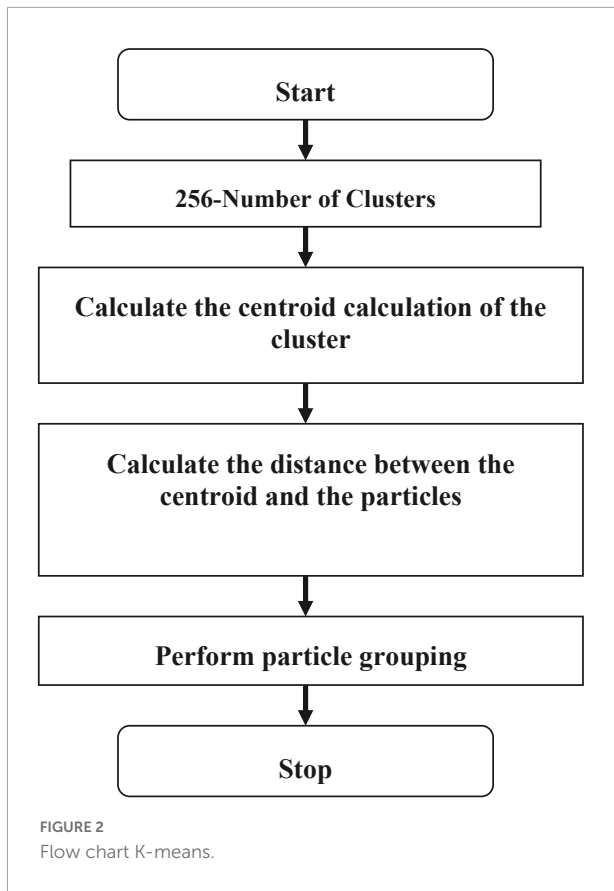 Start
256-Number of Clusters
Calculate the centroid calculation of the
cluster
Calculate the distance between the
centroid and the particles
Perform particle grouping
Stop
FIGURE 2
Flow chart K-means.